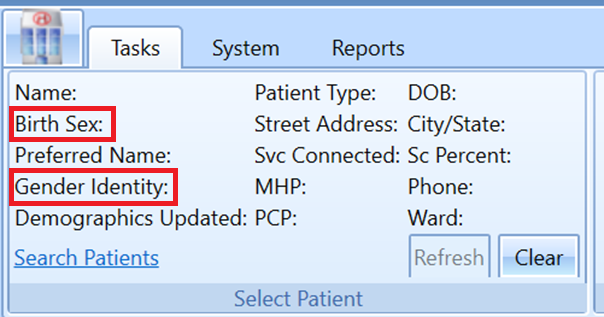 Tasks System Reports
Name: Patient Type: DOB:
Birth Sex: Street Address: City/State:
Preferred Name: Svc Connected: Sc Percent:
Gender Identity: MHP: Phone:
Demographics Updated: PCP: Ward:
Search Patients Refresh Clear
Select Patient